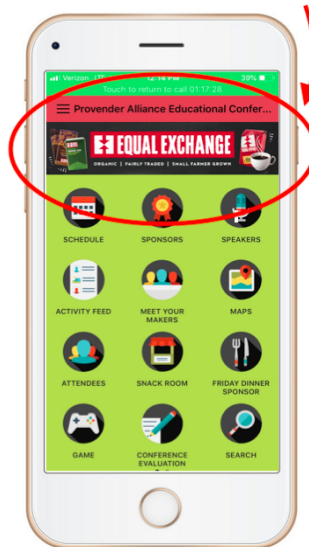 Verizon LTE 12:14 PM 39%
Touch to return to call 01:17:28
Provender Alliance Educational Confer...
EQUAL EXCHANGE
ORGANIC | FAIRLY TRADED | SMALL FARMER GROWN
SCHEDULE SPONSORS SPEAKERS
ACTIVITY FEED MEET YOUR MAKERS MAPS
ATTENDEES SNACK ROOM FRIDAY DINNER SPONSOR
GAME CONFERENCE EVALUATION SEARCH